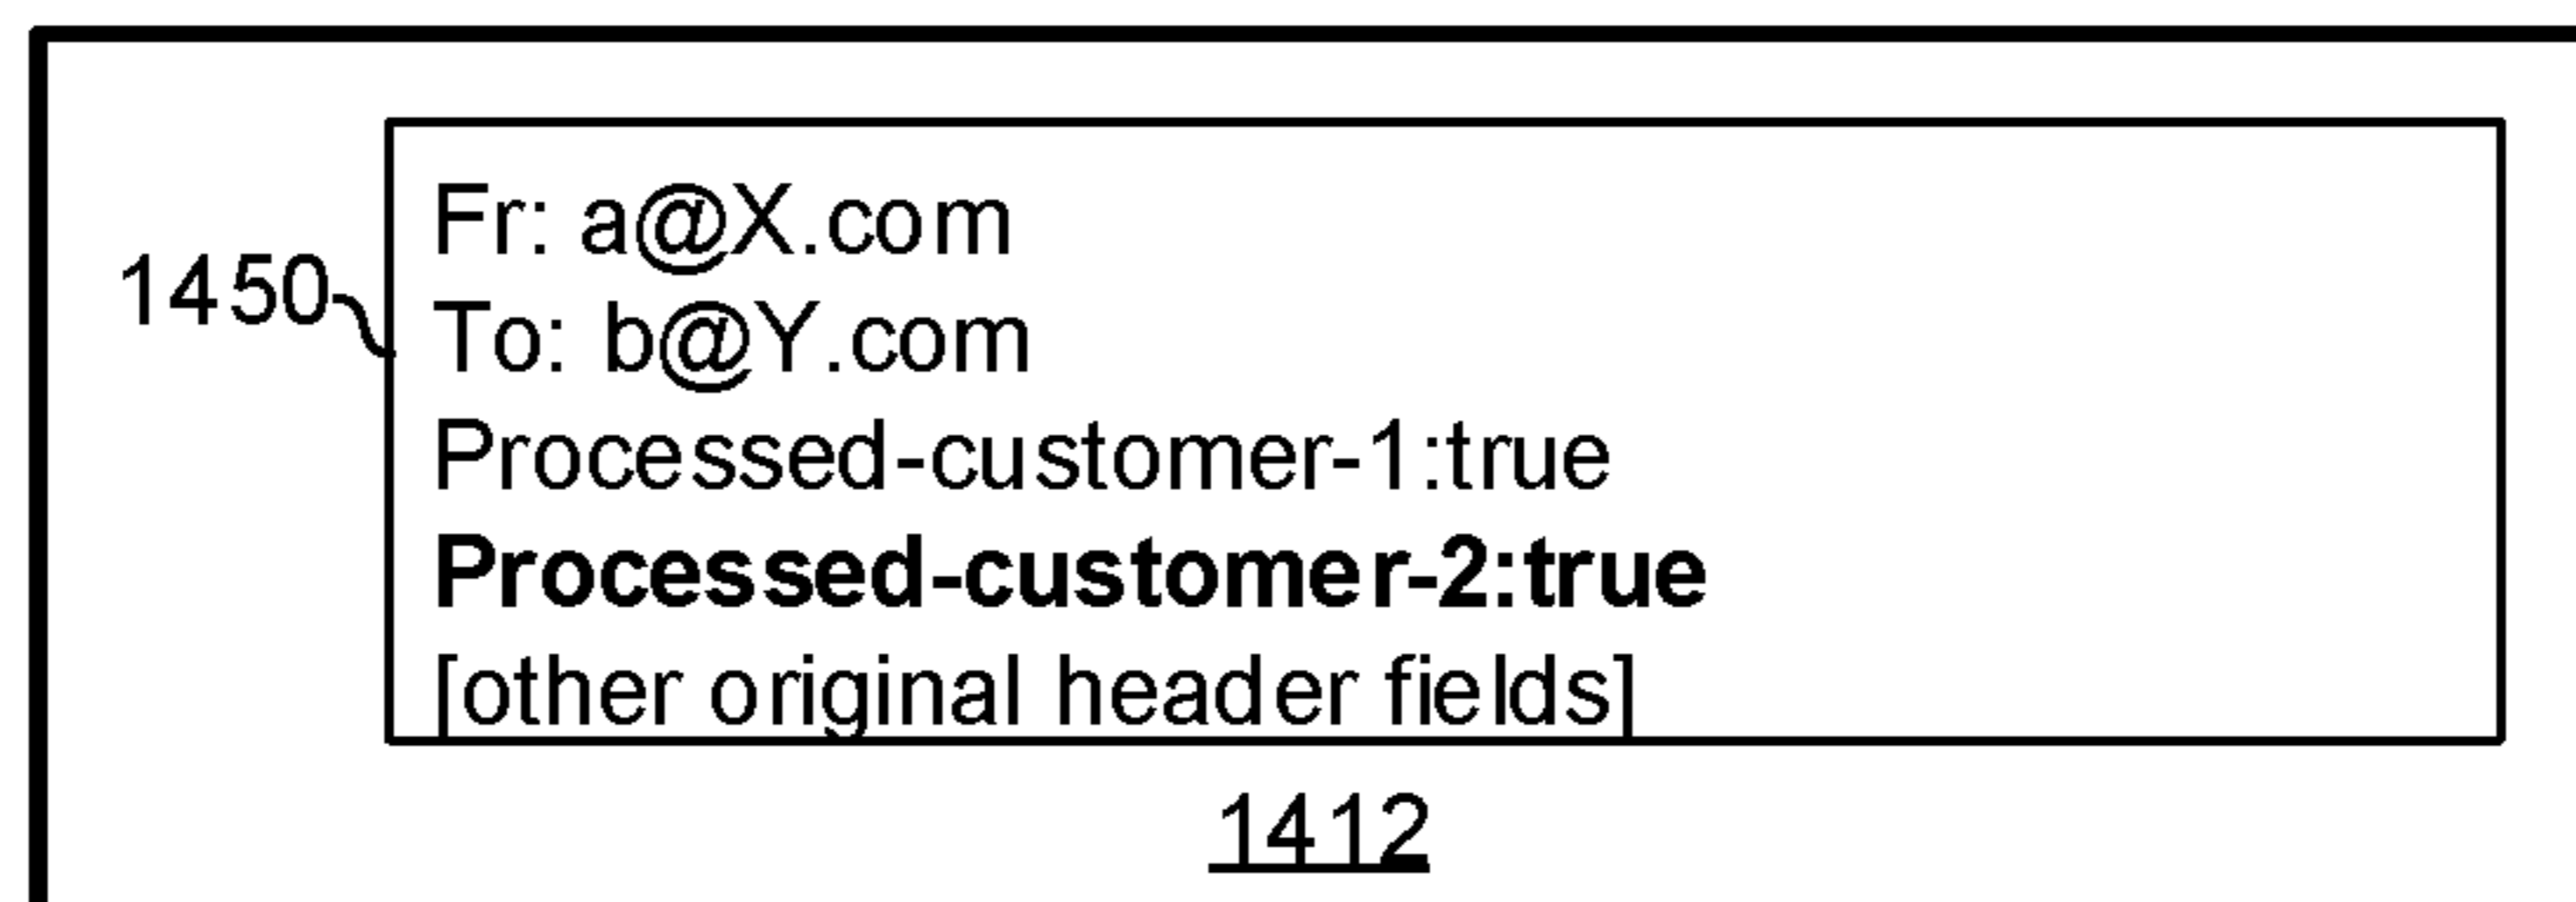 Fr: a@X.com
1450
To: b@Y.com
Processed-customer-1:true
Processed-customer-2:true
[other original header fields]
1412